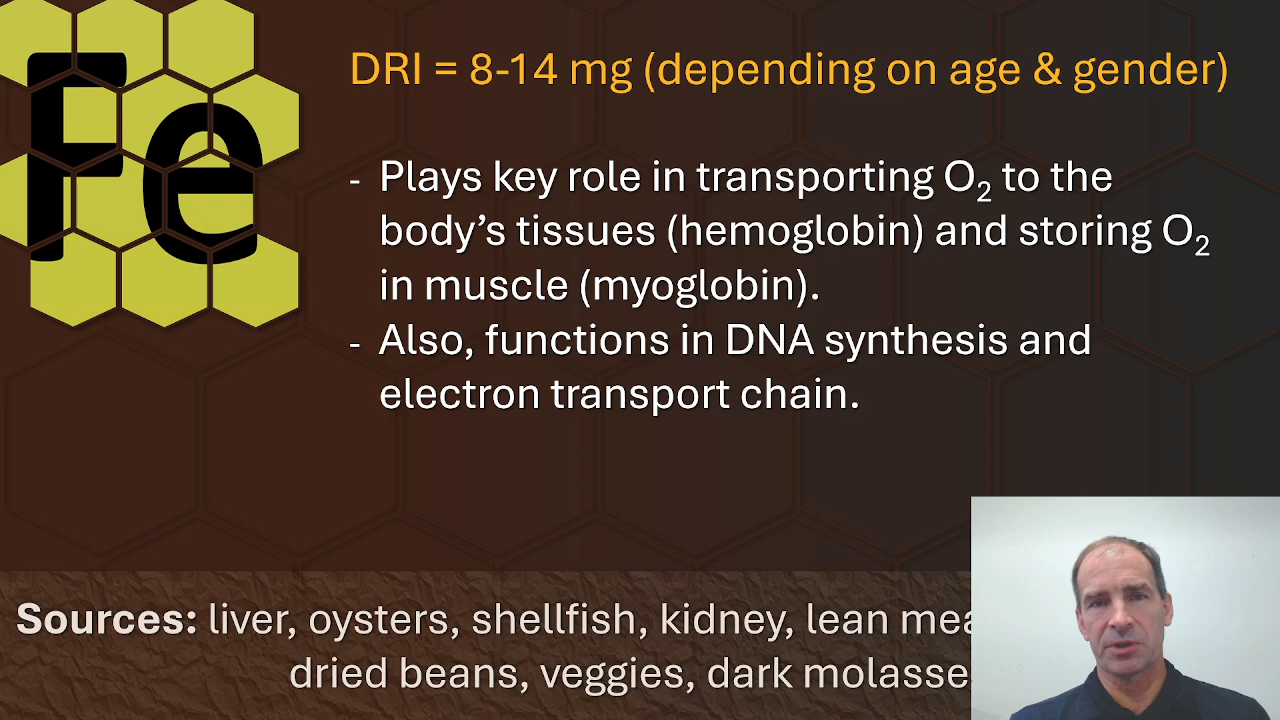 Fe
DRI = 8-14 mg (depending on age & gender)
- Plays key role in transporting O₂ to the
body’s tissues (hemoglobin) and storing O₂
in muscle (myoglobin).
- Also, functions in DNA synthesis and
electron transport chain.
Sources: liver, oysters, shellfish, kidney, lean
dried beans, veggies, dark